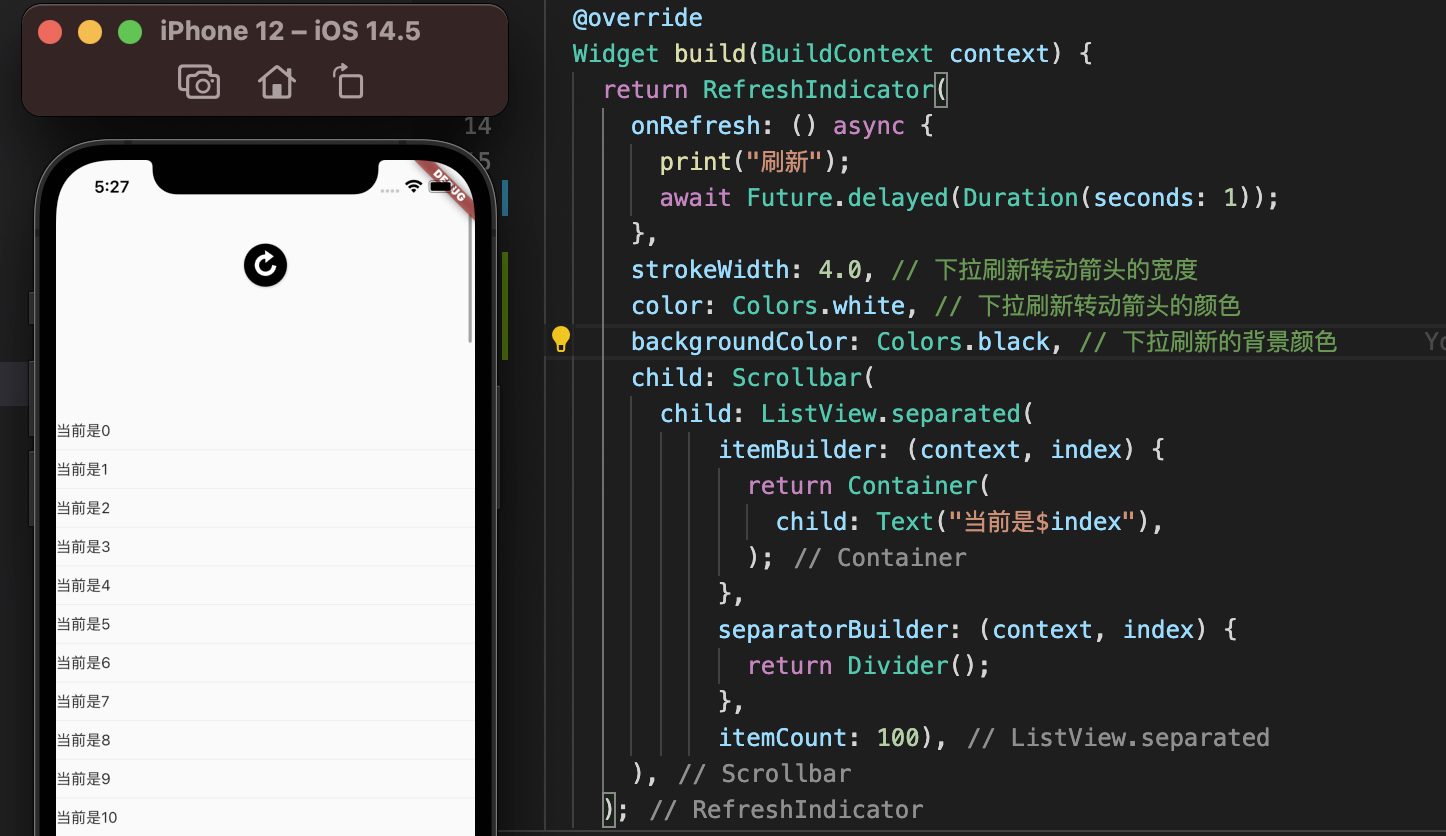 iPhone 12 – iOS 14.5
14
5
5:27
DEBUG
当前是0
当前是1
当前是2
当前是3
当前是4
当前是5
当前是6
当前是7
当前是8
当前是9
当前是10
@override
Widget build(BuildContext context) {
return RefreshIndicator(
onRefresh: () async {
print("刷新");
await Future.delayed(Duration(seconds: 1));
},
strokeWidth: 4.0, // 下拉刷新转动箭头的宽度
color: Colors.white, // 下拉刷新转动箭头的颜色
backgroundColor: Colors.black, // 下拉刷新的背景颜色
child: Scrollbar(
child: ListView.separated(
itemBuilder: (context, index) {
return Container(
child: Text("当前是$index"),
); // Container
},
separatorBuilder: (context, index) {
return Divider();
},
itemCount: 100), // ListView.separated
), // Scrollbar
); // RefreshIndicator